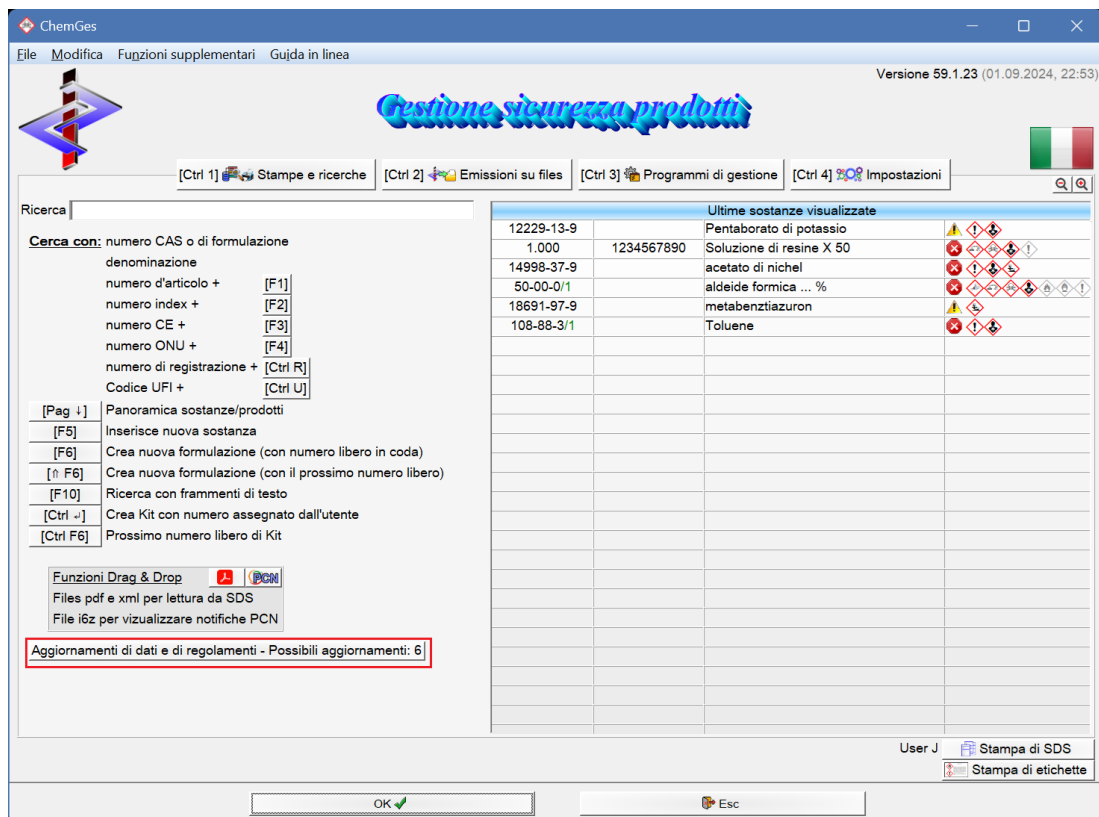 ChemGes
File Modifica Funzioni supplementari Guida in linea
Versione 59.1.23 (01.09.2024, 22:53)
Gestione sicurezza prodotti
[Ctrl 1] Stampe e ricerche [Ctrl 2] Emissioni su files [Ctrl 3] Programmi di gestione [Ctrl 4] Impostazioni
Ricerca
Cerca con: numero CAS o di formulazione
denominazione
numero d'articolo + [F1]
numero index + [F2]
numero CE + [F3]
numero ONU + [F4]
numero di registrazione + [Ctrl R]
Codice UFI + [Ctrl U]
[Pag ↓] Panoramica sostanze/prodotti
[F5] Inserisce nuova sostanza
[F6] Crea nuova formulazione (con numero libero in coda)
[⇑ F6] Crea nuova formulazione (con il prossimo numero libero)
[F10] Ricerca con frammenti di testo
[Ctrl ↵] Crea Kit con numero assegnato dall'utente
[Ctrl F6] Prossimo numero libero di Kit
Funzioni Drag & Drop PCN
Files pdf e xml per lettura da SDS
File i6z per vizualizzare notifiche PCN
Aggiornamenti di dati e di regolamenti - Possibili aggiornamenti: 6
Ultime sostanze visualizzate
12229-13-9 Pentaborato di potassio
1.000 1234567890 Soluzione di resine X 50
14998-37-9 acetato di nichel
50-00-0/1 aldeide formica ... %
18691-97-9 metabenztiazuron
108-88-3/1 Toluene
User J Stampa di SDS
Stampa di etichette
OK Esc